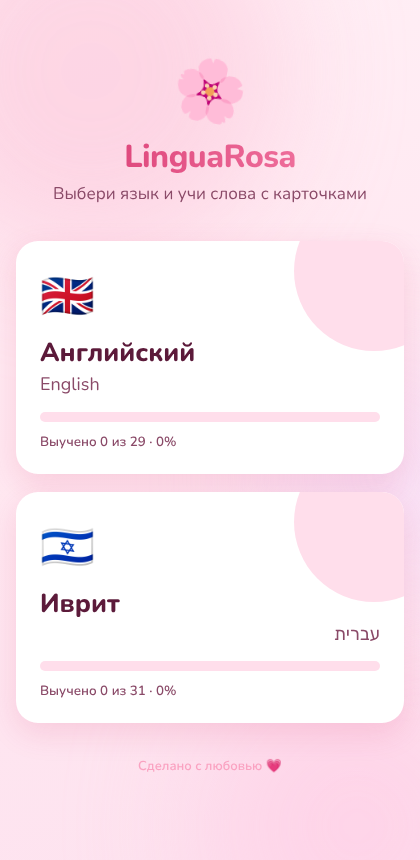 LinguaRosa
Выбери язык и учи слова с карточками
Английский
English
Выучено 0 из 29 · 0%
Иврит
עברית
Выучено 0 из 31 · 0%
Сделано с любовью 💗